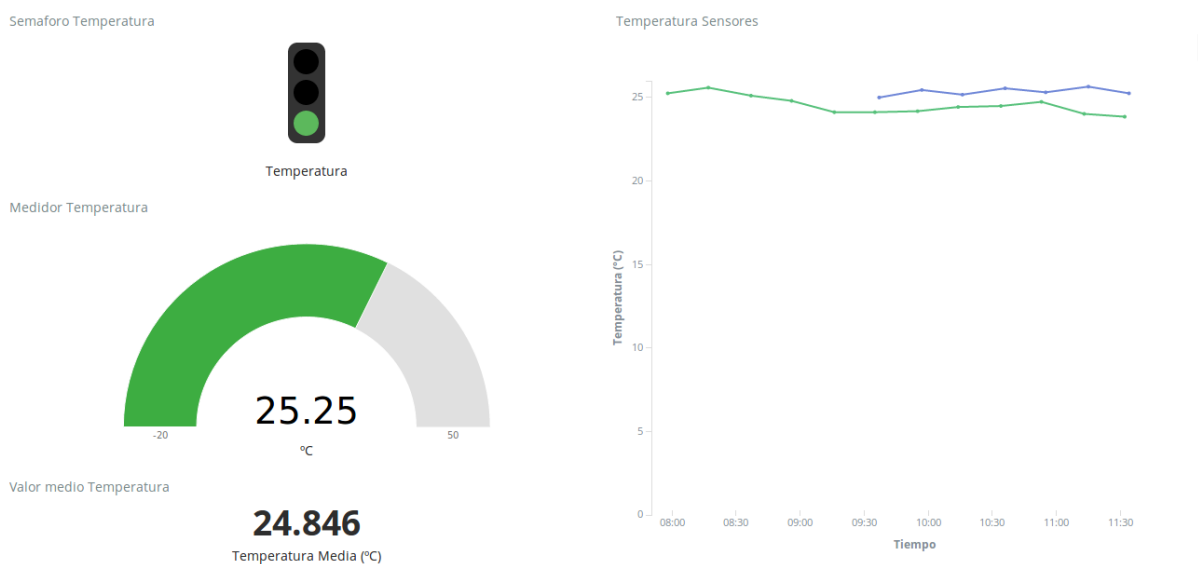 Semaforo Temperatura
Temperatura
Medidor Temperatura
25.25
-20
50
ºC
Valor medio Temperatura
24.846
Temperatura Media (ºC)
Temperatura Sensores
Temperatura (ºC)
25
20
15
10
5
0
08:00 08:30 09:00 09:30 10:00 10:30 11:00 11:30
Tiempo